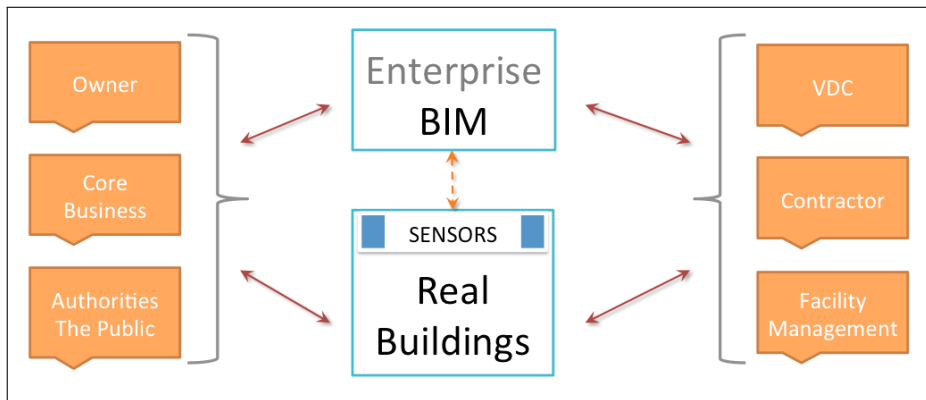 Owner
Core
Business
Authorities
The Public
Enterprise
BIM
SENSORS
Real
Buildings
VDC
Contractor
Facility
Management